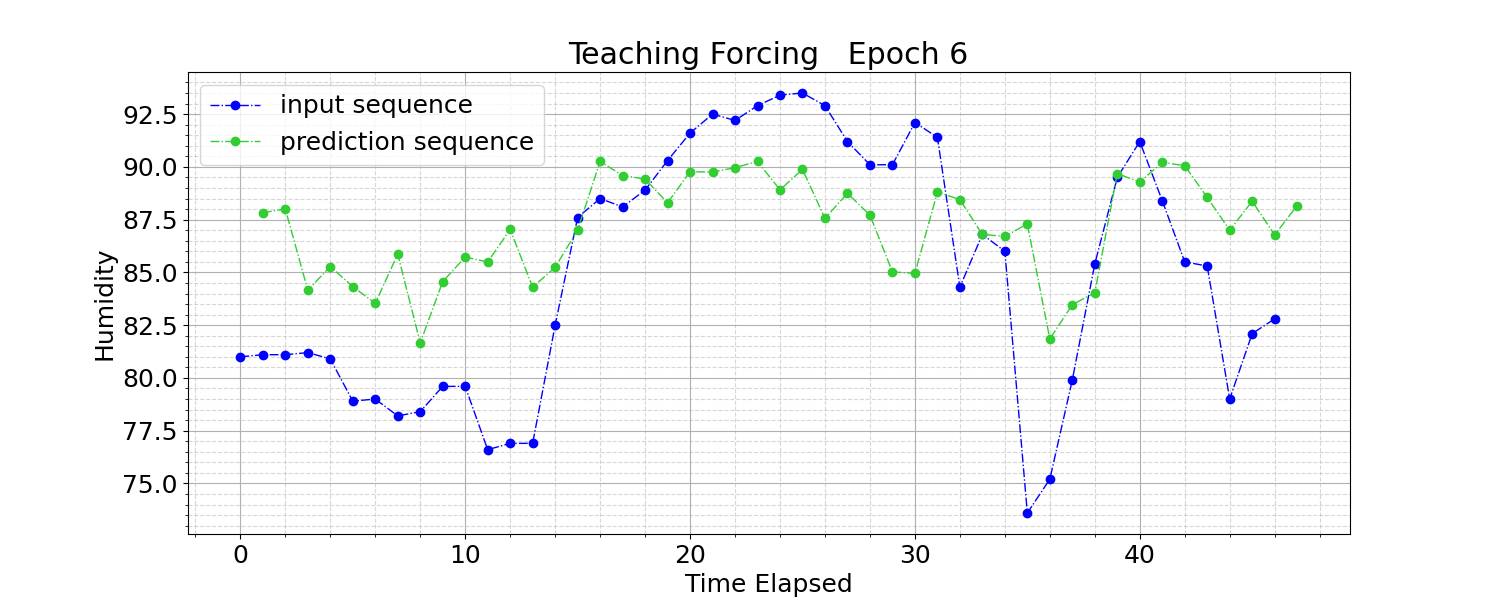 Teaching Forcing   Epoch 6
input sequence
prediction sequence
Humidity
92.5
90.0
87.5
85.0
82.5
80.0
77.5
75.0
0 10 20 30 40
Time Elapsed